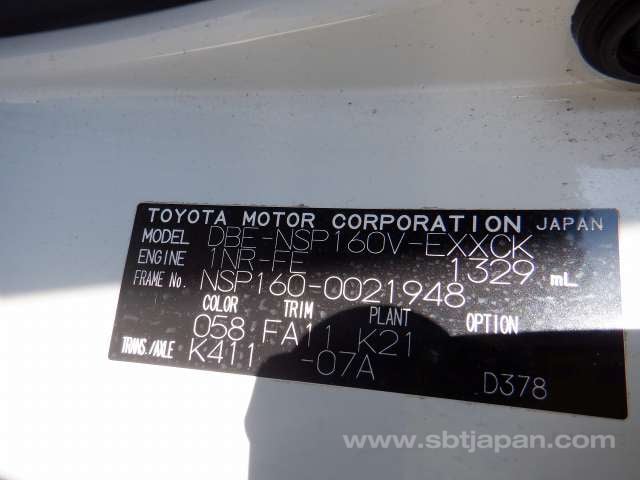 TOYOTA MOTOR CORPORATION JAPAN
MODEL DBE-NSP160V-EXXCK
ENGINE 1NR-FE 1329 mL
FRAME No. NSP160-0021948
COLOR TRIM PLANT OPTION
058 FA11 K21
TRANS./AXLE K411 -07A
D378
www.sbtjapan.com